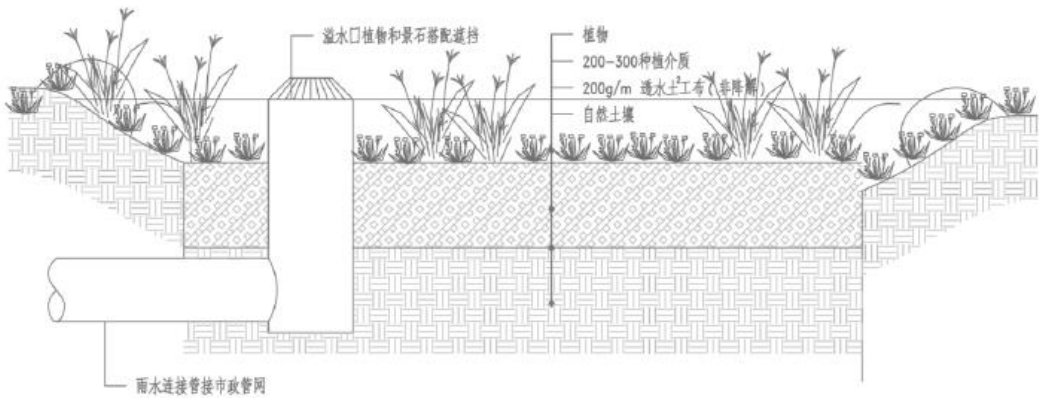 溢水口植物和景石搭配遮挡
植物
200-300种植介质
200g/m² 透水土工布(非降解)
自然土壤
雨水连接管接市政管网